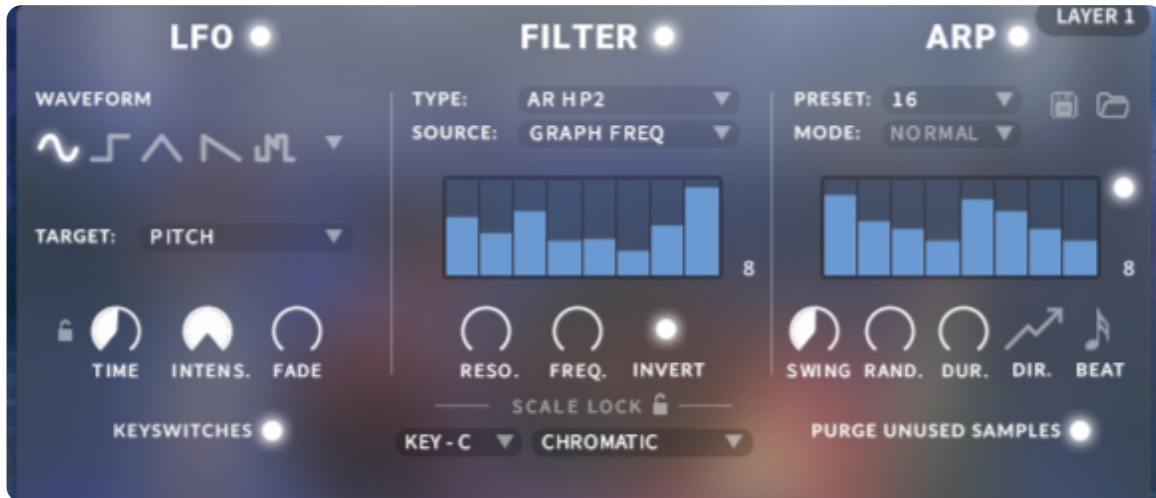 LAYER 1
LFO
FILTER
ARP
WAVEFORM
TARGET: PITCH
TIME
INTENS.
FADE
KEYSWITCHES
TYPE: AR HP2
SOURCE: GRAPH FREQ
8
RESO.
FREQ.
INVERT
SCALE LOCK
KEY - C
CHROMATIC
PRESET: 16
MODE: NORMAL
8
SWING
RAND.
DUR.
DIR.
BEAT
PURGE UNUSED SAMPLES